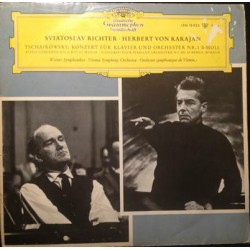 Deutsche
Grammophon
Gesellschaft
SVIATOSLAV RICHTER · HERBERT VON KARAJAN
TSCHAIKOWSKY: KONZERT FÜR KLAVIER UND ORCHESTER NR. 1 B-MOLL
Wiener Symphoniker · Vienna Symphony Orchestra · Orchestre symphonique de Vienne